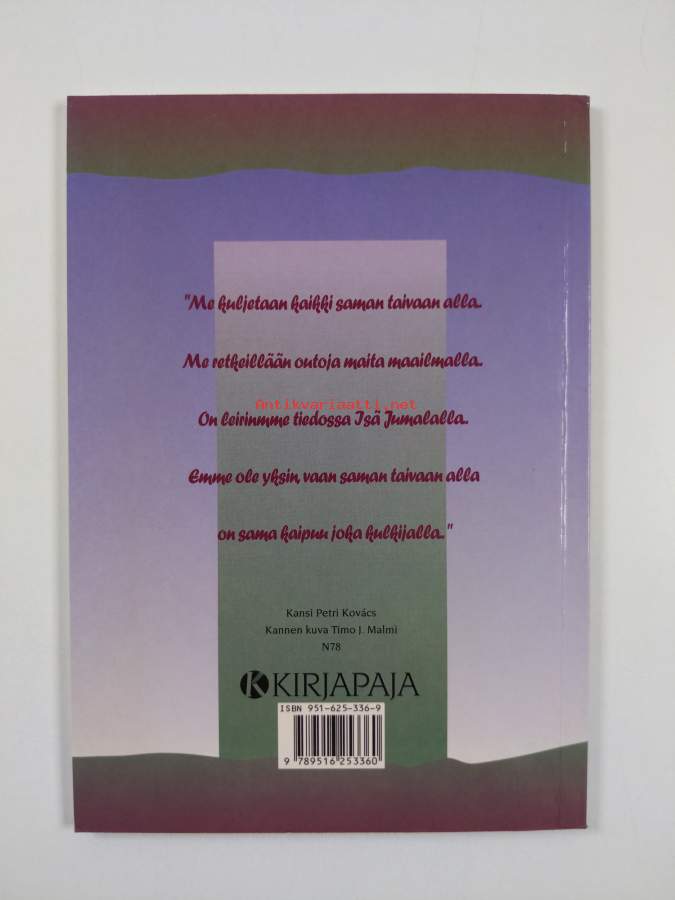 "Me kuljetaan kaikki saman taivaan alla.
Me retkeillään outoja maita maailmalla.
Antikvariaatti.net
On leirinmme tiedossa Isä Jumalalla.
Emme ole yksin, vaan saman taivaan alla
on sama kaipuu joka kulkijalla."
Kansi Petri Kovács
Kannen kuva Timo J. Malmi
N78
KIRJAPAJA
ISBN 951-625-336-9
9 789516 253360